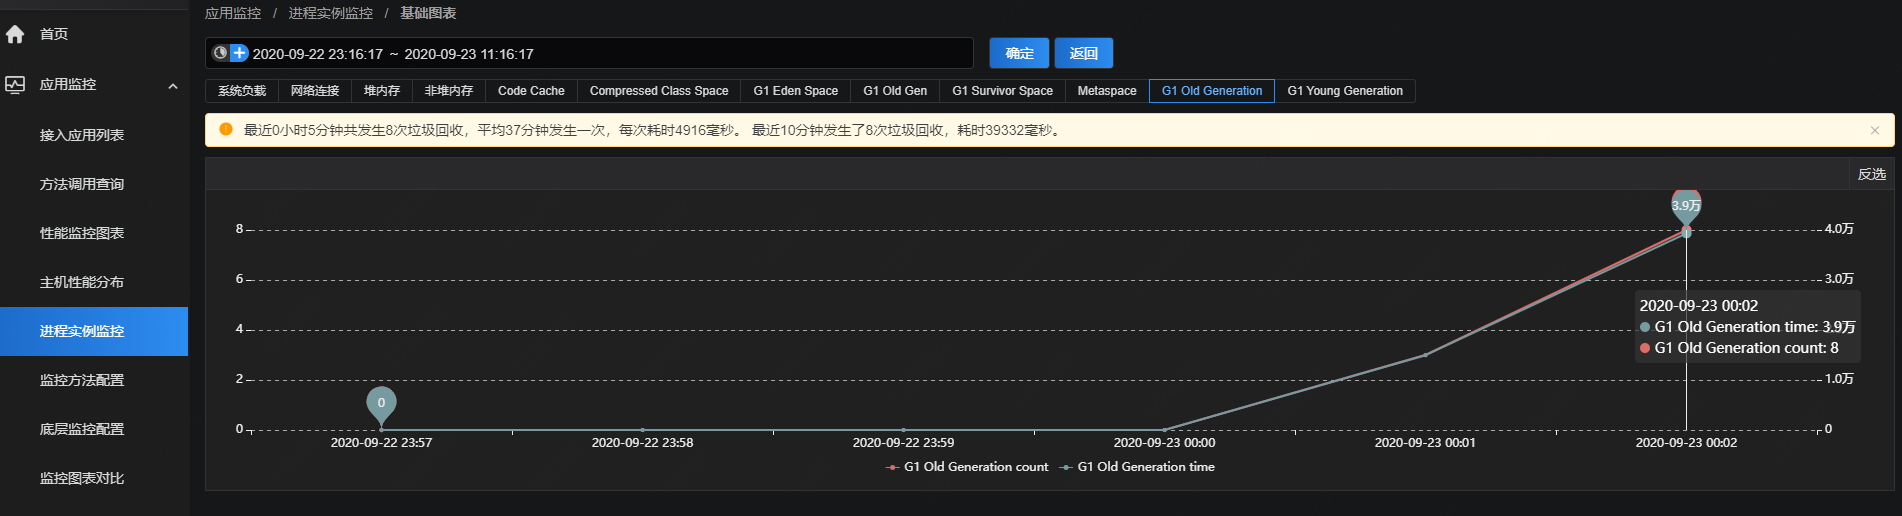 应用监控 / 进程实例监控 / 基础图表
首页
应用监控
接入应用列表
方法调用查询
性能监控图表
主机性能分布
进程实例监控
监控方法配置
底层监控配置
监控图表对比
2020-09-22 23:16:17 ~ 2020-09-23 11:16:17
确定 返回
系统负载 网络连接 堆内存 非堆内存 Code Cache Compressed Class Space G1 Eden Space G1 Old Gen G1 Survivor Space Metaspace G1 Old Generation G1 Young Generation
最近0小时5分钟共发生8次垃圾回收，平均37分钟发生一次，每次耗时4916毫秒。 最近10分钟发生了8次垃圾回收，耗时39332毫秒。
反选
3.9万
8 4.0万
6 3.0万
2020-09-23 00:02
G1 Old Generation time: 3.9万
4
G1 Old Generation count: 8
2 1.0万
0
0 0
2020-09-22 23:57 2020-09-22 23:58 2020-09-22 23:59 2020-09-23 00:00 2020-09-23 00:01 2020-09-23 00:02
G1 Old Generation count G1 Old Generation time